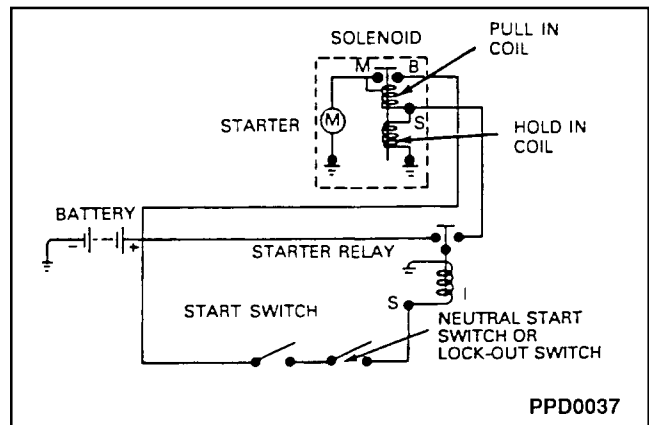 SOLENOID
PULL IN
COIL
M
B
STARTER
M
S
HOLD IN
COIL
BATTERY
- +
STARTER RELAY
START SWITCH
S
I
NEUTRAL START
SWITCH OR
LOCK-OUT SWITCH
PPD0037